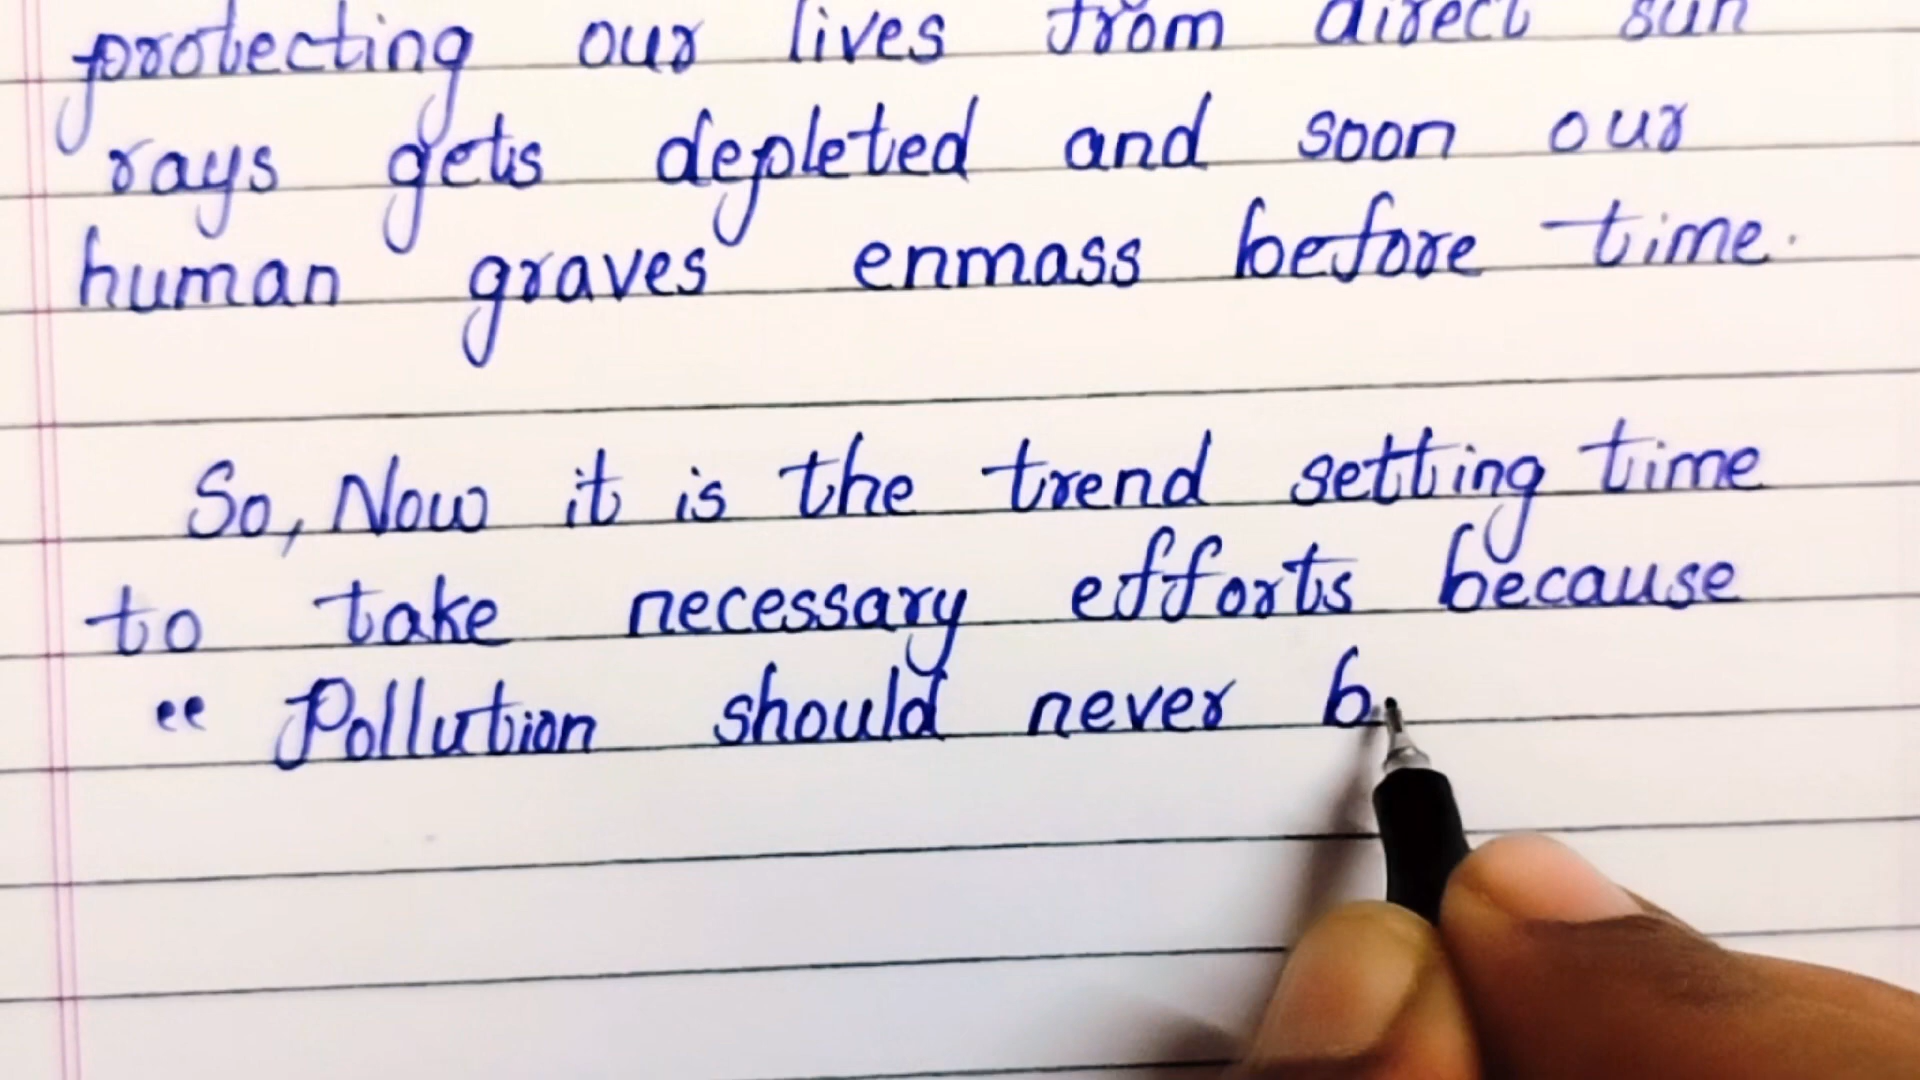 protecting our lives from direct sun
rays gets depleted and soon our
human graves enmass before time.
So, Now it is the trend setting time
to take necessary efforts because
“ Pollution should never b